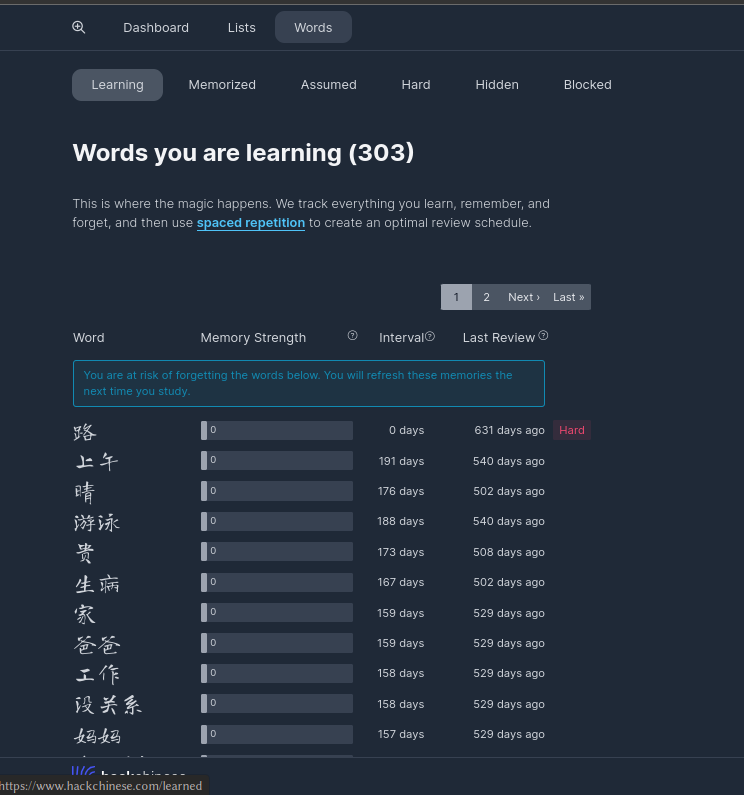 Dashboard Lists Words
Learning Memorized Assumed Hard Hidden Blocked
Words you are learning (303)
This is where the magic happens. We track everything you learn, remember, and
forget, and then use spaced repetition to create an optimal review schedule.
1 2 Next › Last »
Word Memory Strength ? Interval ? Last Review ?
You are at risk of forgetting the words below. You will refresh these memories the
next time you study.
路 0 0 days 631 days ago Hard
上午 0 191 days 540 days ago
晴 0 176 days 502 days ago
游泳 0 188 days 540 days ago
贵 0 173 days 508 days ago
生病 0 167 days 502 days ago
家 0 159 days 529 days ago
爸爸 0 159 days 529 days ago
工作 0 158 days 529 days ago
没关系 0 158 days 529 days ago
妈妈 0 157 days 529 days ago
https://www.hackchinese.com/learned